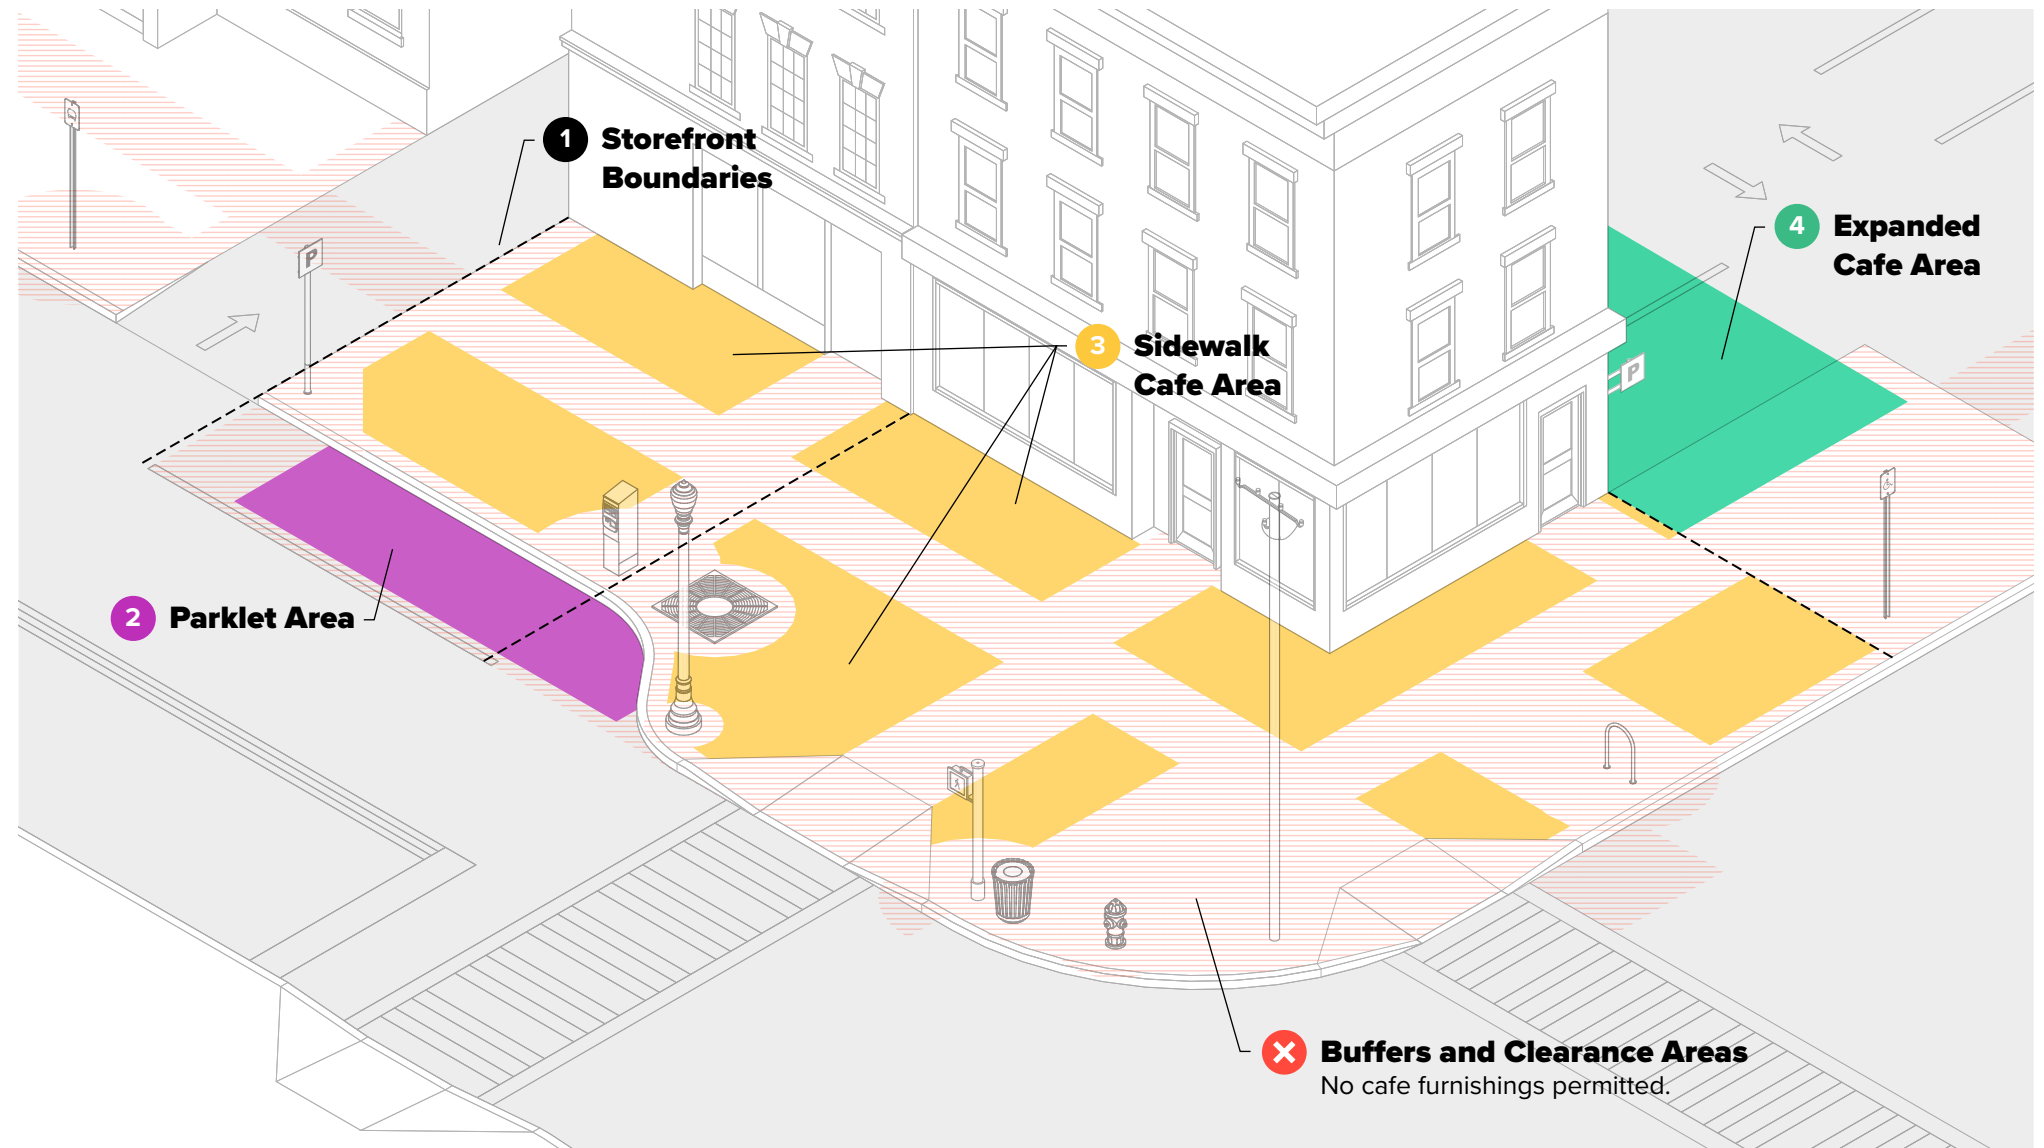 1 Storefront
Boundaries
P
3 Sidewalk
Cafe Area
4 Expanded
Cafe Area
P
2 Parklet Area
Buffers and Clearance Areas
No cafe furnishings permitted.